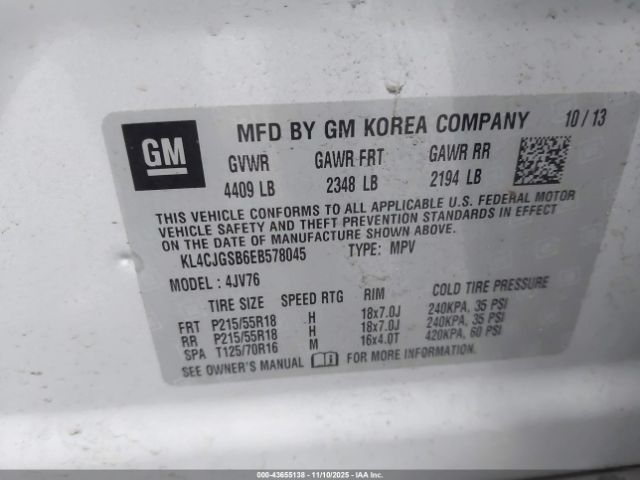 GM
MFD BY GM KOREA COMPANY 10/13
GVWR GAWR FRT GAWR RR
4409 LB 2348 LB 2194 LB
THIS VEHICLE CONFORMS TO ALL APPLICABLE U.S. FEDERAL MOTOR
VEHICLE SAFETY AND THEFT PREVENTION STANDARDS IN EFFECT
ON THE DATE OF MANUFACTURE SHOWN ABOVE.
KL4CJGSB6EB578045 TYPE: MPV
MODEL: 4JV76
TIRE SIZE SPEED RTG RIM COLD TIRE PRESSURE
FRT P215/55R18 H 18x7.0J 240KPA, 35 PSI
RR P215/55R18 H 18x7.0J 240KPA, 35 PSI
SPA T125/70R16 M 16x4.0T 420KPA, 60 PSI
SEE OWNER'S MANUAL FOR MORE INFORMATION.
000-43655138 - 11/10/2025 - IAAI.CA